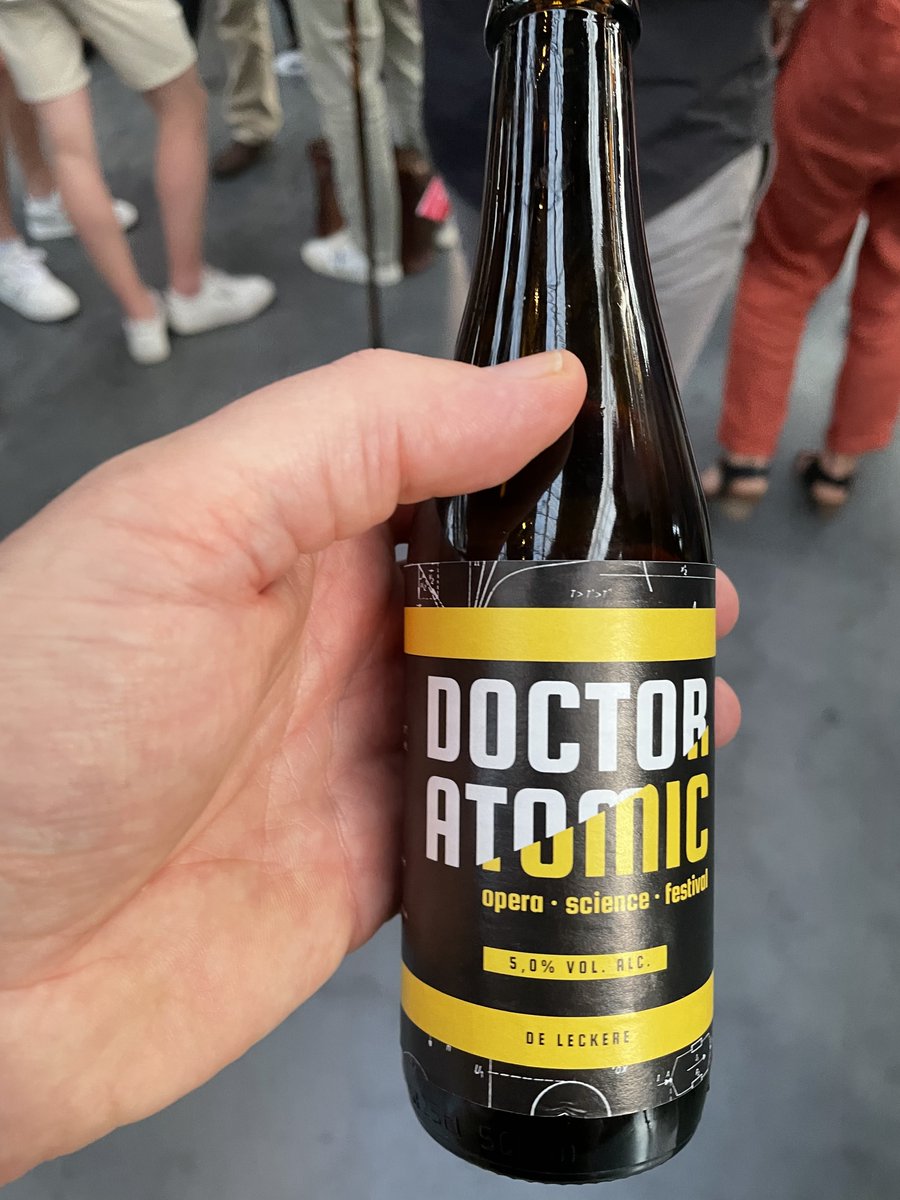 DOCTOR
ATOMIC
opera · science · festival
5,0% VOL. ALC.
DE LECKERE